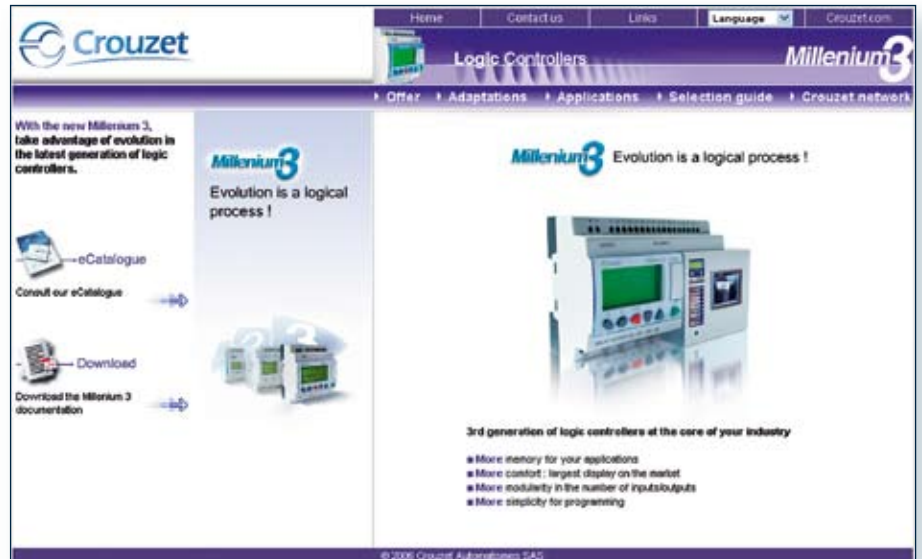 Crouzet
Home
Contact us
Links
Language
Crouzet.com
Logic Controllers
Millenium3
Offer
Adaptations
Applications
Selection guide
Crouzet network
With the new Millenium 3,
take advantage of evolution in
the latest generation of logic
controllers.
eCatalogue
Consult our eCatalogue
Download
Download the Millenium 3
documentation
Millenium3
Evolution is a logical
process !
Millenium3 Evolution is a logical process !
3rd generation of logic controllers at the core of your industry
More memory for your applications
More comfort : largest display on the market
More modularity in the number of inputs/outputs
More simplicity for programming
© 2006 Crouzet Automatismes SAS